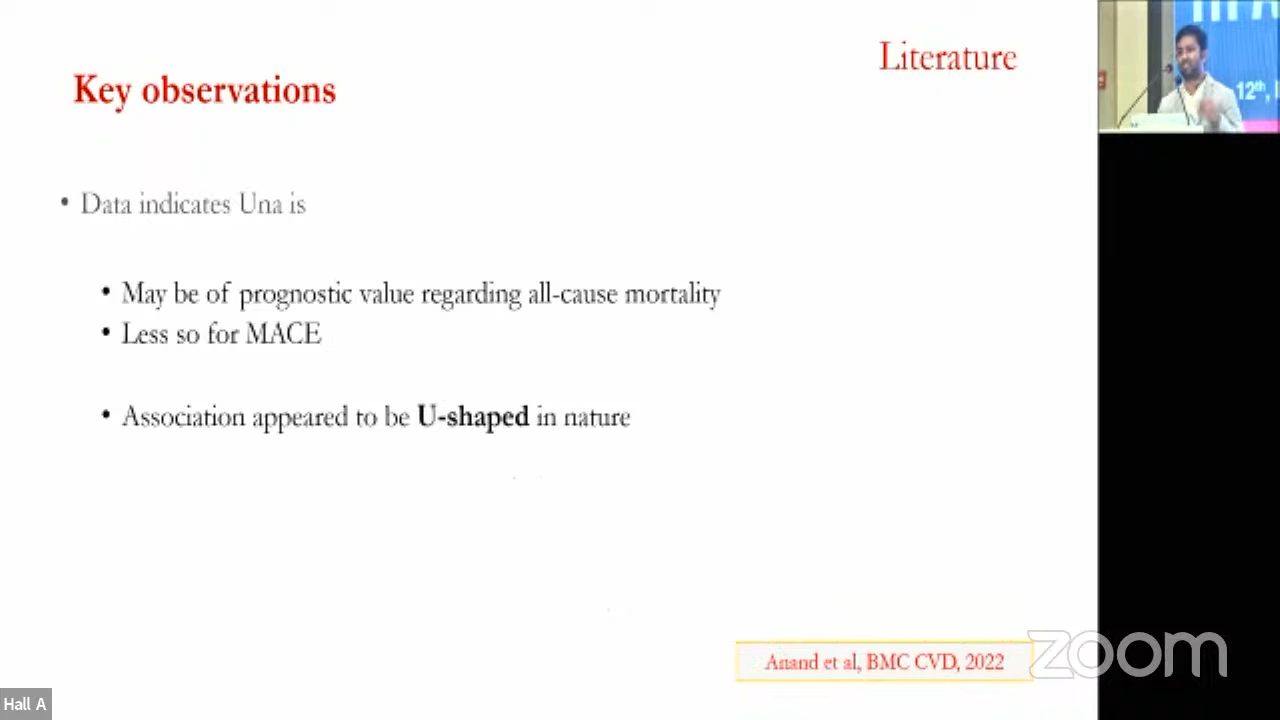 Literature
Key observations
• Data indicates Una is
• May be of prognostic value regarding all-cause mortality
• Less so for MACE
• Association appeared to be U-shaped in nature
Anand et al, BMC CVD, 2022
zoom
Hall A
12th,